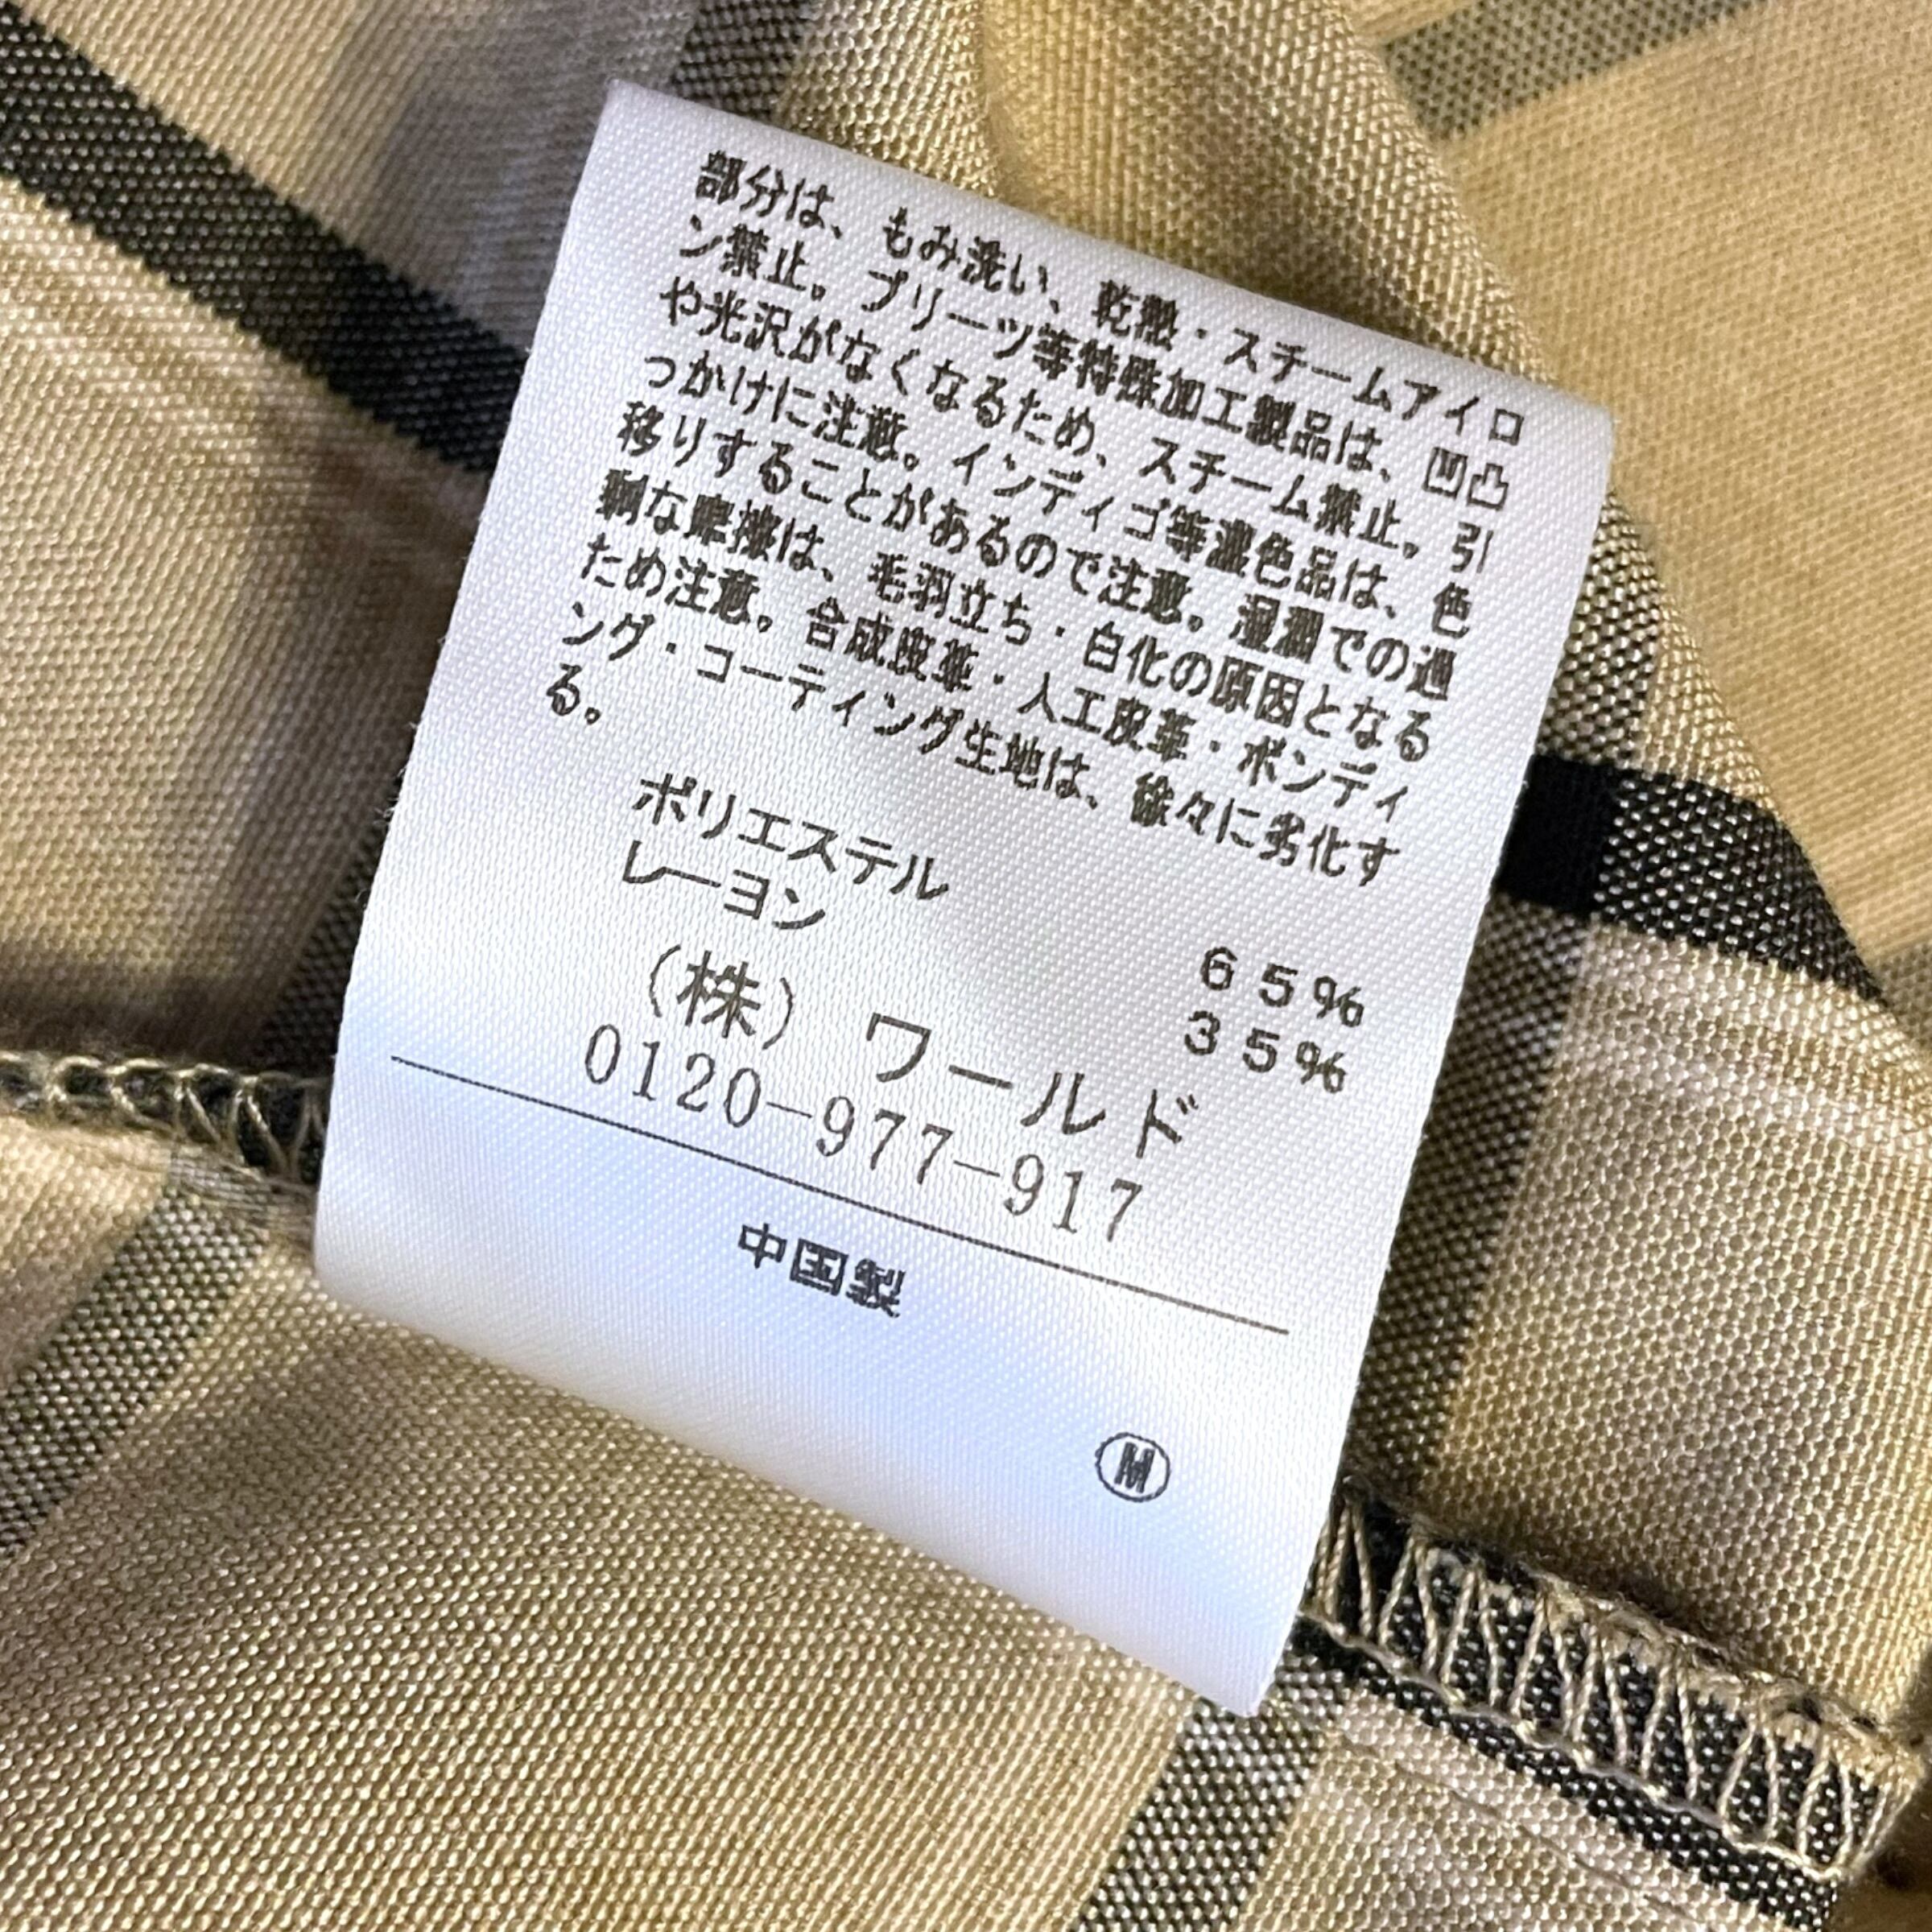 部分は、もみ洗い、乾熱・スチームアイロ
ン禁止。プリーツ等特殊加工製品は、凹凸
や光沢がなくなるため、スチーム禁止。引
っかけに注意。インディゴ等濃色品は、色
移りすることがあるので注意。湿潤での過
剰な摩擦は、毛羽立ち・白化の原因となる
ため注意。合成皮革・人工皮革・ボンディ
ング・コーティング生地は、徐々に劣化す
る。
ポリエステル 65%
レーヨン 35%
(株) ワールド
0120-977-917
中国製
Ⓜ